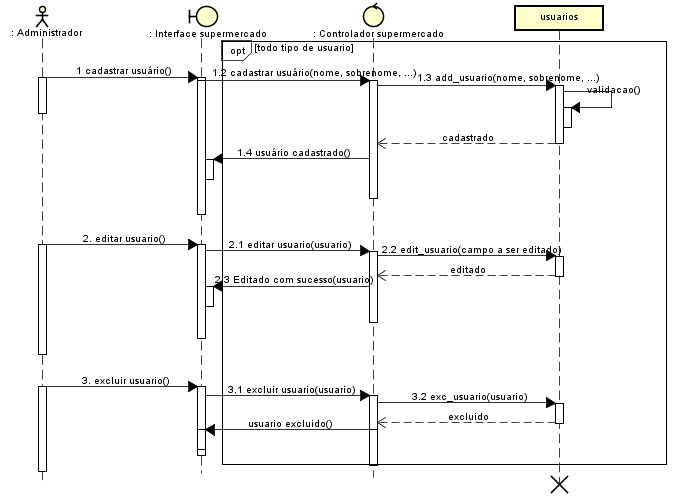 : Administrador
: Interface supermercado
: Controlador supermercado
usuarios
opt
[todo tipo de usuario]
1 cadastrar usuário()
1.2 cadastrar usuário(nome, sobrenome, ...)
1.3 add_usuario(nome, sobrenome, ...)
validacao()
cadastrado
1.4 usuário cadastrado()
2. editar usuario()
2.1 editar usuario(usuario)
2.2 edit_usuario(campo a ser editado)
editado
2.3 Editado com sucesso(usuario)
3. excluir usuario()
3.1 excluir usuario(usuario)
3.2 exc_usuario(usuario)
excluido
usuario excluido()